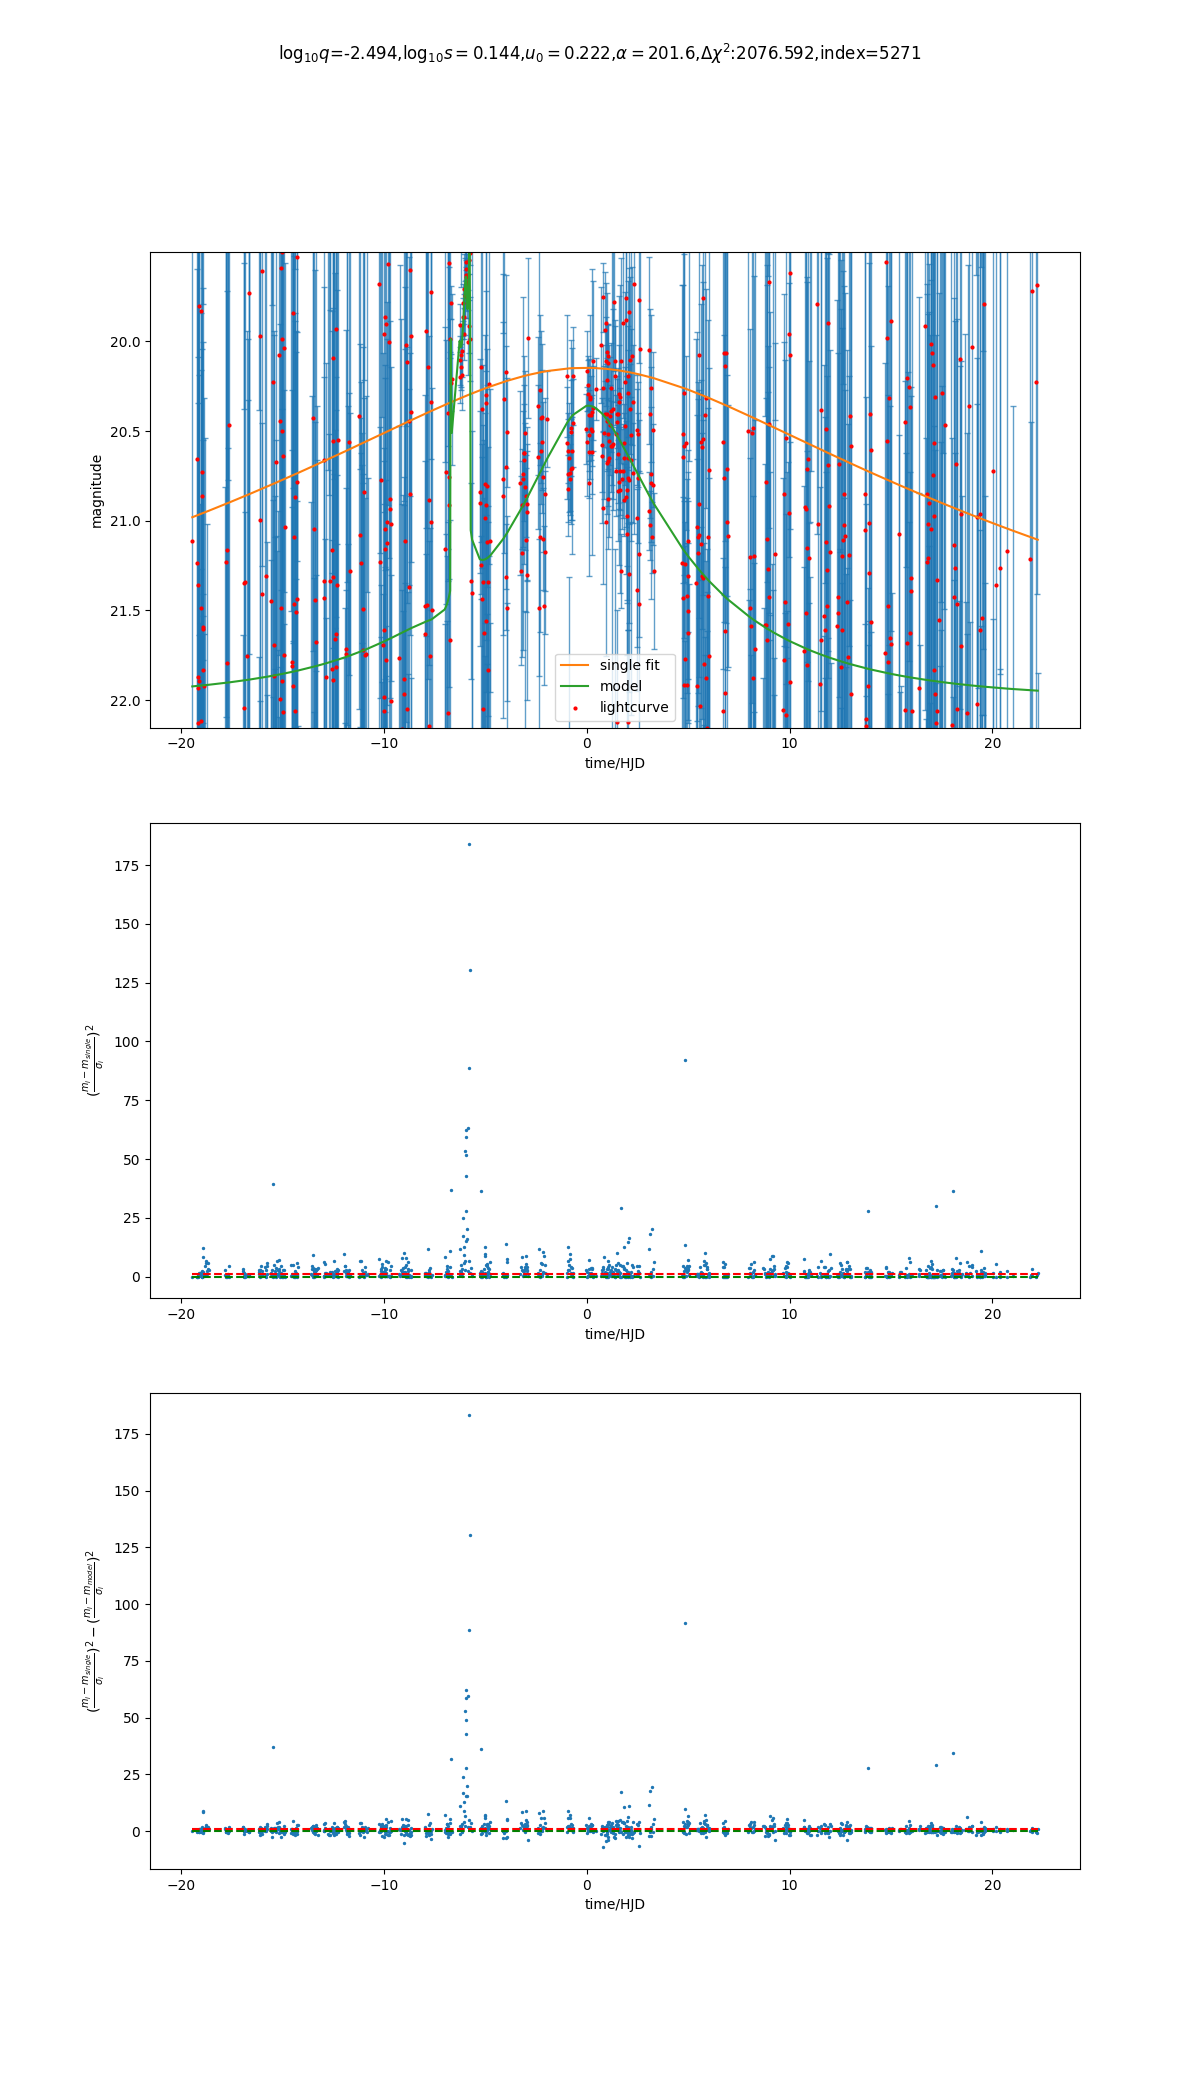 log₁₀q=-2.494,log₁₀s = 0.144,u₀ = 0.222,α = 201.6,Δχ²:2076.592,index=5271
magnitude
20.0
20.5
21.0
21.5
22.0
single fit
model
lightcurve
−20 −10 0 10 20
time/HJD
(mᵢ − m_single / σᵢ)²
175
150
125
100
75
50
25
0
−20 −10 0 10 20
time/HJD
(mᵢ − m_single / σᵢ)² − (mᵢ − m_model / σᵢ)²
175
150
125
100
75
50
25
0
−20 −10 0 10 20
time/HJD